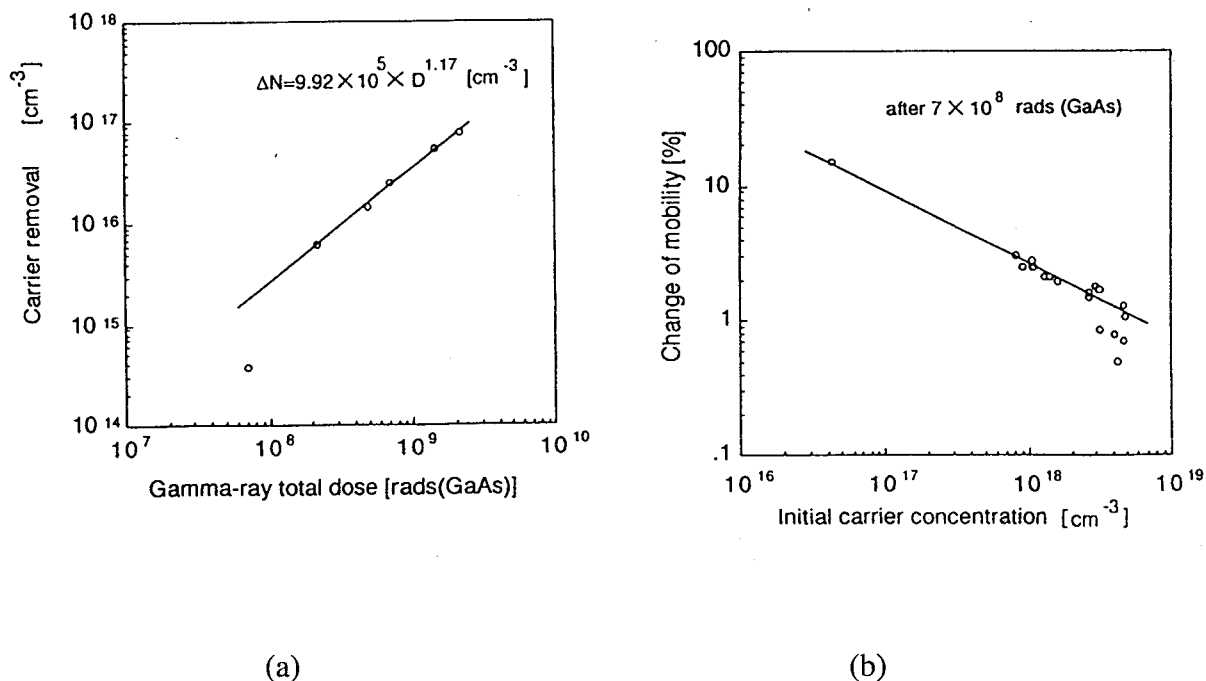 10 18
10 17
10 16
10 15
10 14
Carrier removal [cm -3]
ΔN=9.92 × 10 5 × D 1.17 [cm -3]
10 7 10 8 10 9 10 10
Gamma-ray total dose [rads(GaAs)]
(a)
100
10
1
.1
Change of mobility [%]
after 7 × 10 8 rads (GaAs)
10 16 10 17 10 18 10 19
Initial carrier concentration [cm -3]
(b)